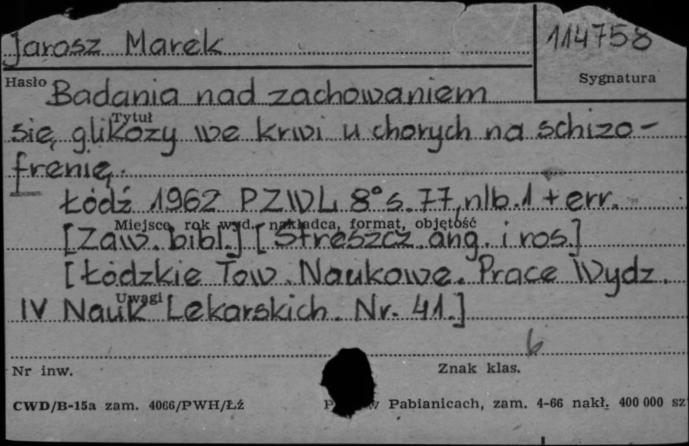 Jarosz Marek
114758
Sygnatura
Hasło
Badania nad zachowaniem
Tytuł
się glikozy we krwi u chorych na schizo-
frenię.
Łódź 1962 PZWL 8° s. 77, nlb. 1 + err.
Miejsce, rok wyd., nakładca, format, objętość
[Zaw. bibl.] [Streszcz. ang. i ros.]
[Łódzkie Tow. Naukowe. Prace Wydz.
Uwagi
IV Nauk Lekarskich. Nr. 41.]
6
Nr inw.
Znak klas.
CWD/B-15a zam. 4066/PWH/Łź
w Pabianicach, zam. 4-66 nakł. 400 000 sz